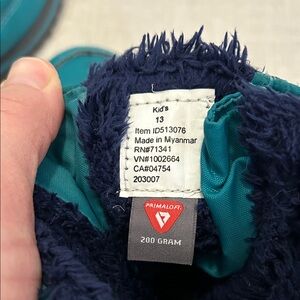 Kid's
13
Item ID513076
Made in Myanmar
RN#71341
VN#1002664
CA#04754
203007
PRIMALOFT
200 GRAM